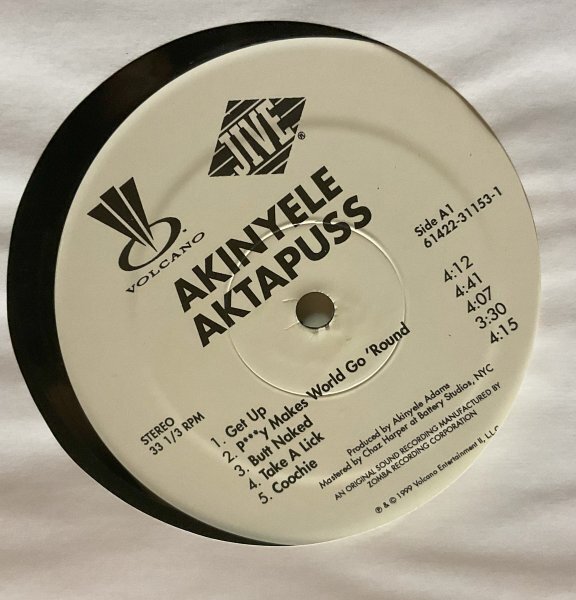 JIVE®
VOLCANO
AKINYELE
AKTAPUSS
Side A1
61422-31153-1
STEREO
33 1/3 RPM
1. Get Up 4:12
2. P***y Makes World Go 'Round 4:41
3. Butt Naked 4:07
4. Take A Lick 3:30
5. Coochie 4:15
Produced by Akinyele Adams
Mastered by Chaz Harper at Battery Studios, NYC
AN ORIGINAL SOUND RECORDING MANUFACTURED BY
ZOMBA RECORDING CORPORATION
℗ & © 1999 Volcano Entertainment II, LLC